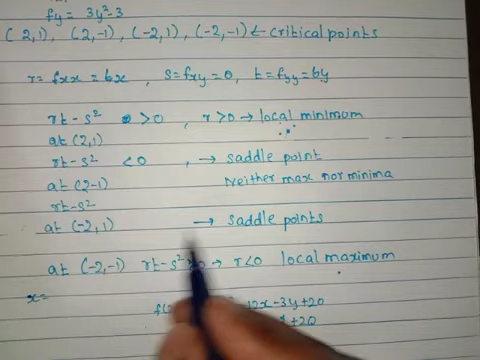 fy = 3y²-3
(2,1), (2,-1), (-2,1), (-2,-1) ← critical points
r = fxx = 6x , s = fxy = 0, t = fyy = 6y
rt - s² >0 , r>0 → local minimum
at (2,1)
rt - s² <0 , → saddle point
at (2-1) Neither max nor minima
rt - s²
at (-2,1) → saddle points
at (-2,-1) rt - s² → r<0 local maximum
x=
12x - 3y + 20
+20